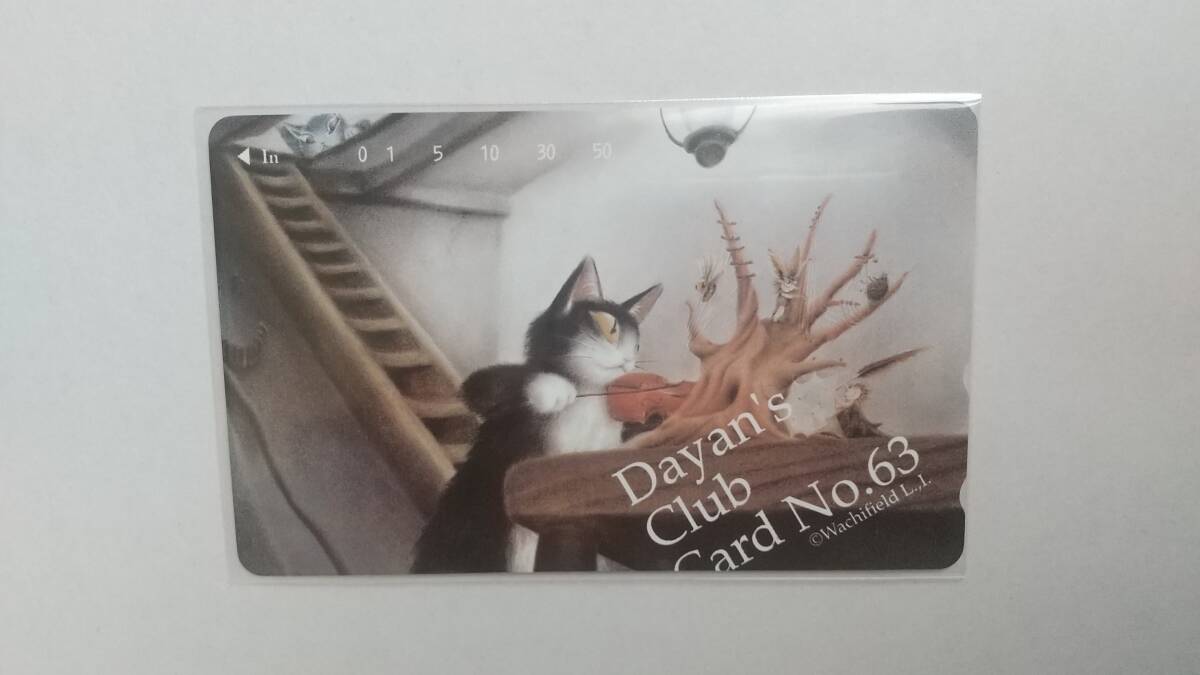 ◀ In 0 1 5 10 30 50
Dayan's
Club
Card No.63
©Wachifield L.,I.